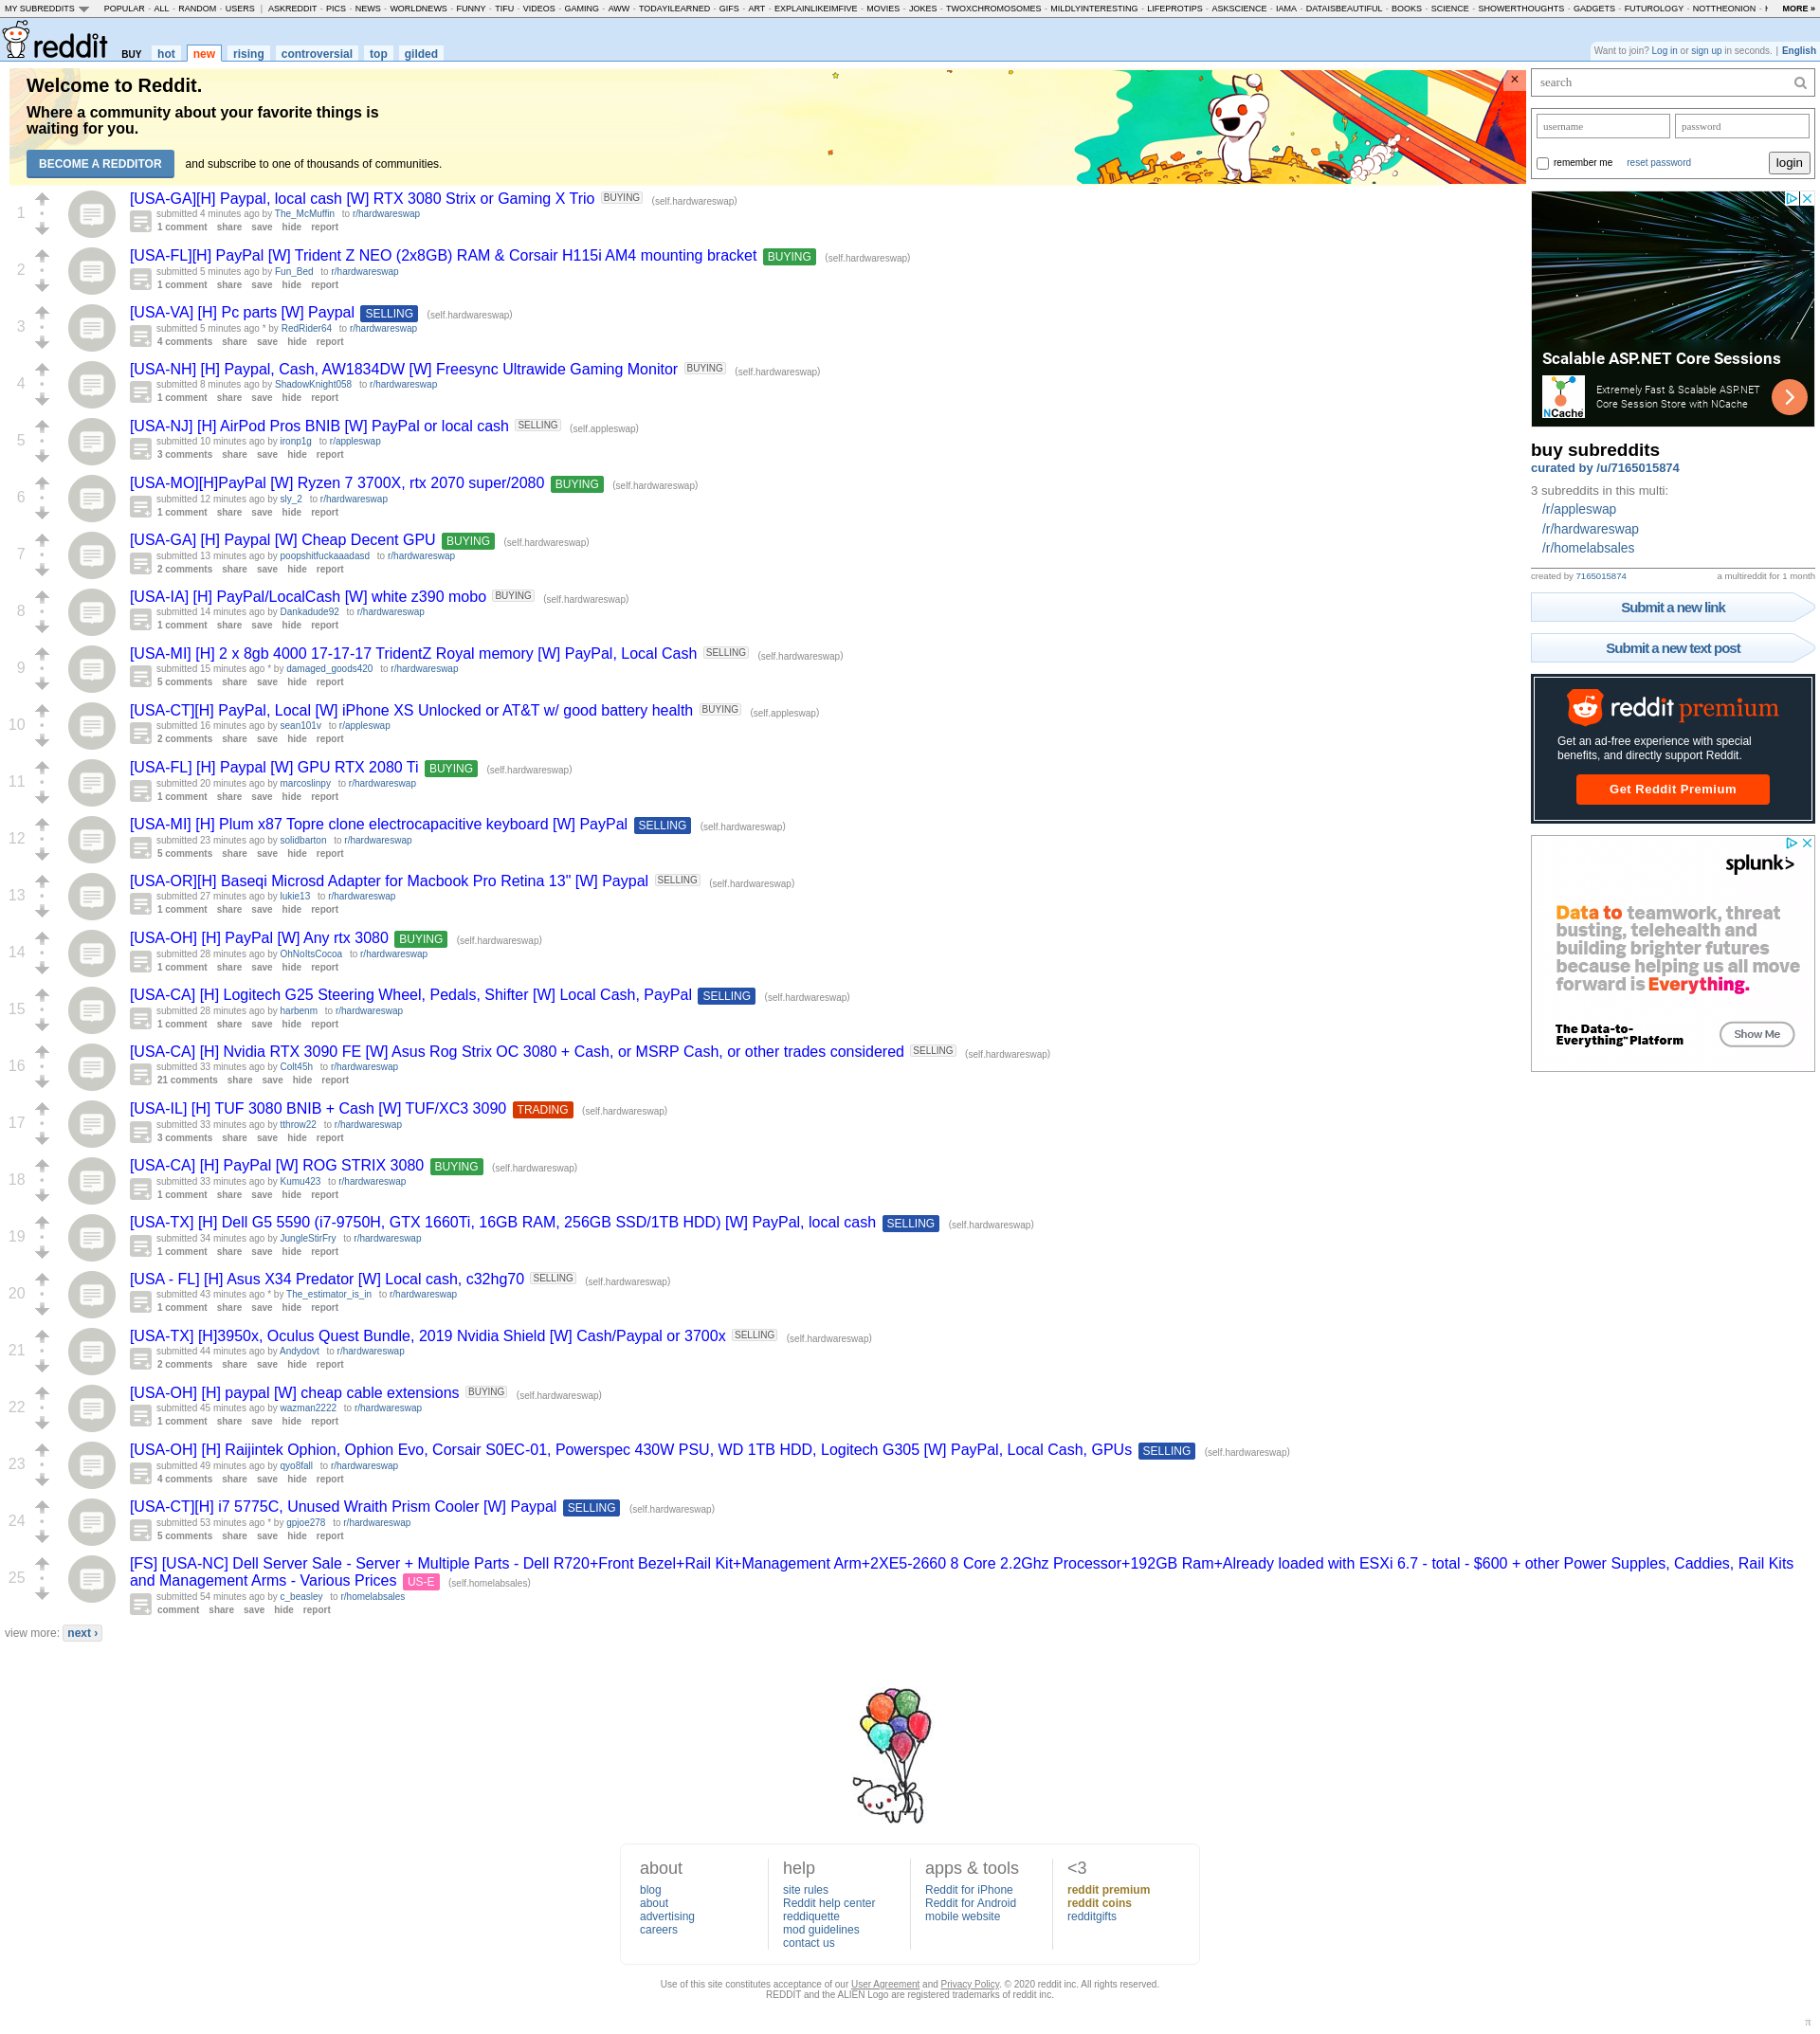 MY SUBREDDITS POPULAR - ALL - RANDOM - USERS | ASKREDDIT - PICS - NEWS - WORLDNEWS - FUNNY - TIFU - VIDEOS - GAMING - AWW - TODAYILEARNED - GIFS - ART - EXPLAINLIKEIMFIVE - MOVIES - JOKES - TWOXCHROMOSOMES - MILDLYINTERESTING - LIFEPROTIPS - ASKSCIENCE - IAMA - DATAISBEAUTIFUL - BOOKS - SCIENCE - SHOWERTHOUGHTS - GADGETS - FUTUROLOGY - NOTTHEONION - MORE »
reddit BUY hot new rising controversial top gilded
Want to join? Log in or sign up in seconds. | English
Welcome to Reddit.
Where a community about your favorite things is
waiting for you.
BECOME A REDDITOR and subscribe to one of thousands of communities.
×
1
[USA-GA][H] Paypal, local cash [W] RTX 3080 Strix or Gaming X Trio BUYING (self.hardwareswap)
submitted 4 minutes ago by The_McMuffin to r/hardwareswap
1 comment share save hide report
2
[USA-FL][H] PayPal [W] Trident Z NEO (2x8GB) RAM & Corsair H115i AM4 mounting bracket BUYING (self.hardwareswap)
submitted 5 minutes ago by Fun_Bed to r/hardwareswap
1 comment share save hide report
3
[USA-VA] [H] Pc parts [W] Paypal SELLING (self.hardwareswap)
submitted 5 minutes ago * by RedRider64 to r/hardwareswap
4 comments share save hide report
4
[USA-NH] [H] Paypal, Cash, AW1834DW [W] Freesync Ultrawide Gaming Monitor BUYING (self.hardwareswap)
submitted 8 minutes ago by ShadowKnight058 to r/hardwareswap
1 comment share save hide report
5
[USA-NJ] [H] AirPod Pros BNIB [W] PayPal or local cash SELLING (self.appleswap)
submitted 10 minutes ago by ironp1g to r/appleswap
3 comments share save hide report
6
[USA-MO][H]PayPal [W] Ryzen 7 3700X, rtx 2070 super/2080 BUYING (self.hardwareswap)
submitted 12 minutes ago by sly_2 to r/hardwareswap
1 comment share save hide report
7
[USA-GA] [H] Paypal [W] Cheap Decent GPU BUYING (self.hardwareswap)
submitted 13 minutes ago by poopshitfuckaaadasd to r/hardwareswap
2 comments share save hide report
8
[USA-IA] [H] PayPal/LocalCash [W] white z390 mobo BUYING (self.hardwareswap)
submitted 14 minutes ago by Dankadude92 to r/hardwareswap
1 comment share save hide report
9
[USA-MI] [H] 2 x 8gb 4000 17-17-17 TridentZ Royal memory [W] PayPal, Local Cash SELLING (self.hardwareswap)
submitted 15 minutes ago * by damaged_goods420 to r/hardwareswap
5 comments share save hide report
10
[USA-CT][H] PayPal, Local [W] iPhone XS Unlocked or AT&T w/ good battery health BUYING (self.appleswap)
submitted 16 minutes ago by sean101v to r/appleswap
2 comments share save hide report
11
[USA-FL] [H] Paypal [W] GPU RTX 2080 Ti BUYING (self.hardwareswap)
submitted 20 minutes ago by marcoslinpy to r/hardwareswap
1 comment share save hide report
12
[USA-MI] [H] Plum x87 Topre clone electrocapacitive keyboard [W] PayPal SELLING (self.hardwareswap)
submitted 23 minutes ago by solidbarton to r/hardwareswap
5 comments share save hide report
13
[USA-OR][H] Baseqi Microsd Adapter for Macbook Pro Retina 13" [W] Paypal SELLING (self.hardwareswap)
submitted 27 minutes ago by lukie13 to r/hardwareswap
1 comment share save hide report
14
[USA-OH] [H] PayPal [W] Any rtx 3080 BUYING (self.hardwareswap)
submitted 28 minutes ago by OhNoItsCocoa to r/hardwareswap
1 comment share save hide report
15
[USA-CA] [H] Logitech G25 Steering Wheel, Pedals, Shifter [W] Local Cash, PayPal SELLING (self.hardwareswap)
submitted 28 minutes ago by harbenm to r/hardwareswap
1 comment share save hide report
16
[USA-CA] [H] Nvidia RTX 3090 FE [W] Asus Rog Strix OC 3080 + Cash, or MSRP Cash, or other trades considered SELLING (self.hardwareswap)
submitted 33 minutes ago by Colt45h to r/hardwareswap
21 comments share save hide report
17
[USA-IL] [H] TUF 3080 BNIB + Cash [W] TUF/XC3 3090 TRADING (self.hardwareswap)
submitted 33 minutes ago by tthrow22 to r/hardwareswap
3 comments share save hide report
18
[USA-CA] [H] PayPal [W] ROG STRIX 3080 BUYING (self.hardwareswap)
submitted 33 minutes ago by Kumu423 to r/hardwareswap
1 comment share save hide report
19
[USA-TX] [H] Dell G5 5590 (i7-9750H, GTX 1660Ti, 16GB RAM, 256GB SSD/1TB HDD) [W] PayPal, local cash SELLING (self.hardwareswap)
submitted 34 minutes ago by JungleStirFry to r/hardwareswap
1 comment share save hide report
20
[USA - FL] [H] Asus X34 Predator [W] Local cash, c32hg70 SELLING (self.hardwareswap)
submitted 43 minutes ago * by The_estimator_is_in to r/hardwareswap
1 comment share save hide report
21
[USA-TX] [H]3950x, Oculus Quest Bundle, 2019 Nvidia Shield [W] Cash/Paypal or 3700x SELLING (self.hardwareswap)
submitted 44 minutes ago by Andydovt to r/hardwareswap
2 comments share save hide report
22
[USA-OH] [H] paypal [W] cheap cable extensions BUYING (self.hardwareswap)
submitted 45 minutes ago by wazman2222 to r/hardwareswap
1 comment share save hide report
23
[USA-OH] [H] Raijintek Ophion, Ophion Evo, Corsair S0EC-01, Powerspec 430W PSU, WD 1TB HDD, Logitech G305 [W] PayPal, Local Cash, GPUs SELLING (self.hardwareswap)
submitted 49 minutes ago by qyo8fall to r/hardwareswap
4 comments share save hide report
24
[USA-CT][H] i7 5775C, Unused Wraith Prism Cooler [W] Paypal SELLING (self.hardwareswap)
submitted 53 minutes ago * by gpjoe278 to r/hardwareswap
5 comments share save hide report
25
[FS] [USA-NC] Dell Server Sale - Server + Multiple Parts - Dell R720+Front Bezel+Rail Kit+Management Arm+2XE5-2660 8 Core 2.2Ghz Processor+192GB Ram+Already loaded with ESXi 6.7 - total - $600 + other Power Supples, Caddies, Rail Kits
and Management Arms - Various Prices US-E (self.homelabsales)
submitted 54 minutes ago by c_beasley to r/homelabsales
comment share save hide report
view more: next ›
search
username password
remember me reset password login
Scalable ASP.NET Core Sessions
NCache
Extremely Fast & Scalable ASP.NET
Core Session Store with NCache
buy subreddits
curated by /u/7165015874
3 subreddits in this multi:
/r/appleswap
/r/hardwareswap
/r/homelabsales
created by 7165015874 a multireddit for 1 month
Submit a new link
Submit a new text post
reddit premium
Get an ad-free experience with special
benefits, and directly support Reddit.
Get Reddit Premium
splunk>
Data to teamwork, threat
busting, telehealth and
building brighter futures
because helping us all move
forward is Everything.
The Data-to-
Everything™ Platform
Show Me
about
blog
about
advertising
careers
help
site rules
Reddit help center
reddiquette
mod guidelines
contact us
apps & tools
Reddit for iPhone
Reddit for Android
mobile website
<3
reddit premium
reddit coins
redditgifts
Use of this site constitutes acceptance of our User Agreement and Privacy Policy. © 2020 reddit inc. All rights reserved.
REDDIT and the ALIEN Logo are registered trademarks of reddit inc.
π